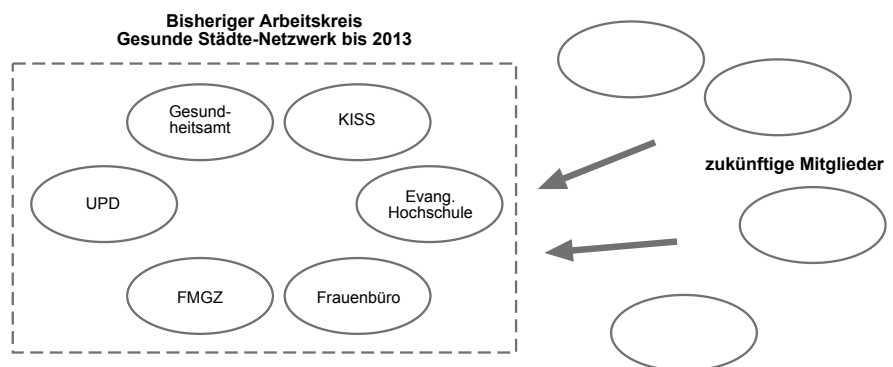 Bisheriger Arbeitskreis
Gesunde Städte-Netzwerk bis 2013
Gesund-
heitsamt
KISS
UPD
Evang.
Hochschule
FMGZ
Frauenbüro
zukünftige Mitglieder